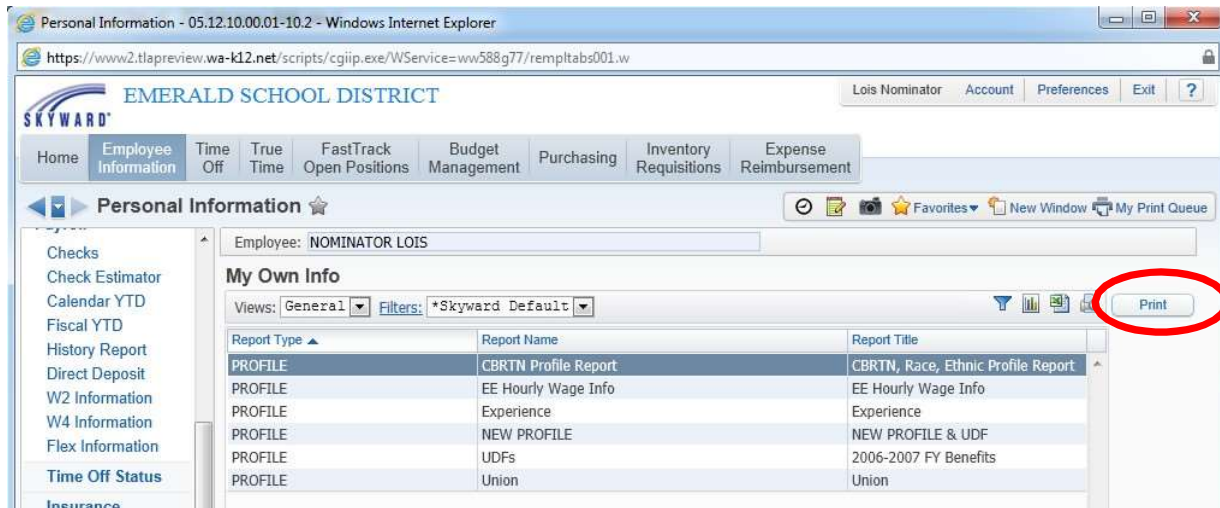 Personal Information - 05.12.10.00.01-10.2 - Windows Internet Explorer
https://www2.tlapreview.wa-k12.net/scripts/cgiip.exe/WService=ww588g77/rempltabs001.w
SKYWARD EMERALD SCHOOL DISTRICT Lois Nominator Account Preferences Exit ?
Home Employee Information Time Off True Time FastTrack Open Positions Budget Management Purchasing Inventory Requisitions Expense Reimbursement
Personal Information Favorites New Window My Print Queue
Payroll
Checks
Check Estimator
Calendar YTD
Fiscal YTD
History Report
Direct Deposit
W2 Information
W4 Information
Flex Information
Time Off Status
Insurance
Employee: NOMINATOR LOIS
My Own Info
Views: General Filters: *Skyward Default Print
Report Type Report Name Report Title
PROFILE CBRTN Profile Report CBRTN, Race, Ethnic Profile Report
PROFILE EE Hourly Wage Info EE Hourly Wage Info
PROFILE Experience Experience
PROFILE NEW PROFILE NEW PROFILE & UDF
PROFILE UDFs 2006-2007 FY Benefits
PROFILE Union Union